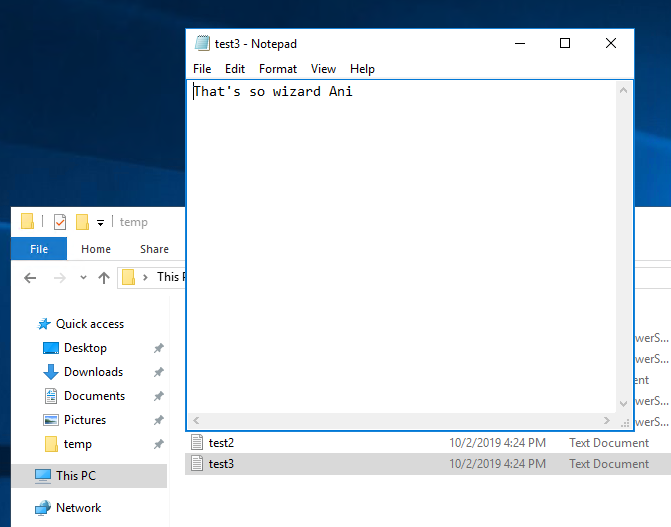 test3 - Notepad
File Edit Format View Help
That's so wizard Ani
temp
File Home Share
This P
Quick access
Desktop
Downloads
Documents
Pictures
temp
This PC
Network
werS...
werS...
ent
werS...
werS...
test2 10/2/2019 4:24 PM Text Document
test3 10/2/2019 4:24 PM Text Document